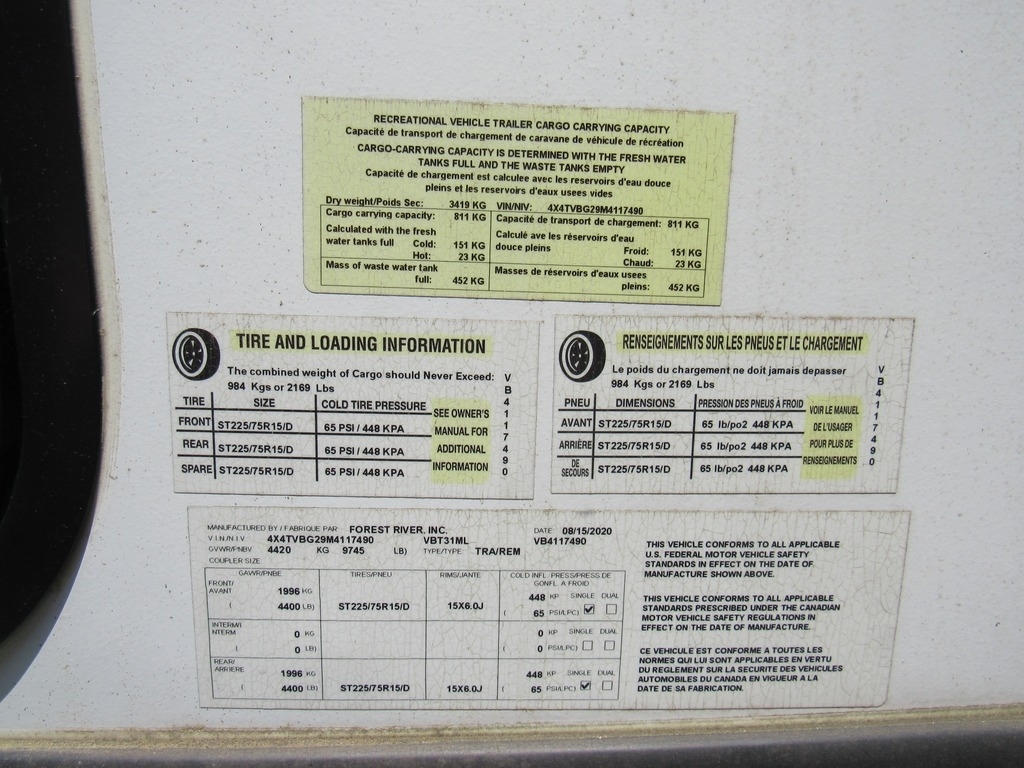 RECREATIONAL VEHICLE TRAILER CARGO CARRYING CAPACITY
Capacité de transport de chargement de caravane de véhicule de récréation
CARGO-CARRYING CAPACITY IS DETERMINED WITH THE FRESH WATER
TANKS FULL AND THE WASTE TANKS EMPTY
Capacité de chargement est calculee avec les reservoirs d'eau douce
pleins et les reservoirs d'eaux usees vides
Dry weight/Poids Sec: 3419 KG VIN/NIV: 4X4TVBG29M4117490
Cargo carrying capacity: 811 KG Capacité de transport de chargement: 811 KG
Calculated with the fresh Calculé ave les réservoirs d'eau
water tanks full Cold: 151 KG douce pleins Froid: 151 KG
Hot: 23 KG Chaud: 23 KG
Mass of waste water tank Masses de réservoirs d'eaux usees
full: 452 KG pleins: 452 KG
TIRE AND LOADING INFORMATION
The combined weight of Cargo should Never Exceed:
984 Kgs or 2169 Lbs
TIRE SIZE COLD TIRE PRESSURE
FRONT ST225/75R15/D 65 PSI / 448 KPA
REAR ST225/75R15/D 65 PSI / 448 KPA
SPARE ST225/75R15/D 65 PSI / 448 KPA
SEE OWNER'S
MANUAL FOR
ADDITIONAL
INFORMATION
VB4117490
RENSEIGNEMENTS SUR LES PNEUS ET LE CHARGEMENT
Le poids du chargement ne doit jamais depasser
984 Kgs or 2169 Lbs
PNEU DIMENSIONS PRESSION DES PNEUS À FROID
AVANT ST225/75R15/D 65 lb/po2 448 KPA
ARRIÈRE ST225/75R15/D 65 lb/po2 448 KPA
DE SECOURS ST225/75R15/D 65 lb/po2 448 KPA
VOIR LE MANUEL
DE L'USAGER
POUR PLUS DE
RENSEIGNEMENTS
VB4117490
MANUFACTURED BY / FABRIQUE PAR FOREST RIVER, INC. DATE 08/15/2020
V.I.N./N.I.V 4X4TVBG29M4117490 VBT31ML VB4117490
GVWR/PNBV 4420 KG 9745 LB) TYPE/TYPE TRA/REM
COUPLER SIZE
GAWR/PNBE TIRES/PNEU RIMS/JANTE COLD INFL. PRESS/PRESS.DE
GONFL. A FROID
FRONT/
AVANT 1996 KG 448 KP SINGLE DUAL
( 4400 LB) ST225/75R15/D 15X6.0J ( 65 PSI/LPC)
INTERM/
INTERM 0 KG 0 KP SINGLE DUAL
( 0 LB) ( 0 PSI/LPC)
REAR/
ARRIERE 1996 KG 448 KP SINGLE DUAL
( 4400 LB) ST225/75R15/D 15X6.0J ( 65 PSI/LPC)
THIS VEHICLE CONFORMS TO ALL APPLICABLE
U.S. FEDERAL MOTOR VEHICLE SAFETY
STANDARDS IN EFFECT ON THE DATE OF
MANUFACTURE SHOWN ABOVE.
THIS VEHICLE CONFORMS TO ALL APPLICABLE
STANDARDS PRESCRIBED UNDER THE CANADIAN
MOTOR VEHICLE SAFETY REGULATIONS IN
EFFECT ON THE DATE OF MANUFACTURE.
CE VEHICULE EST CONFORME A TOUTES LES
NORMES QUI LUI SONT APPLICABLES EN VERTU
DU REGLEMENT SUR LA SECURITE DES VEHICULES
AUTOMOBILES DU CANADA EN VIGUEUR A LA
DATE DE SA FABRICATION.